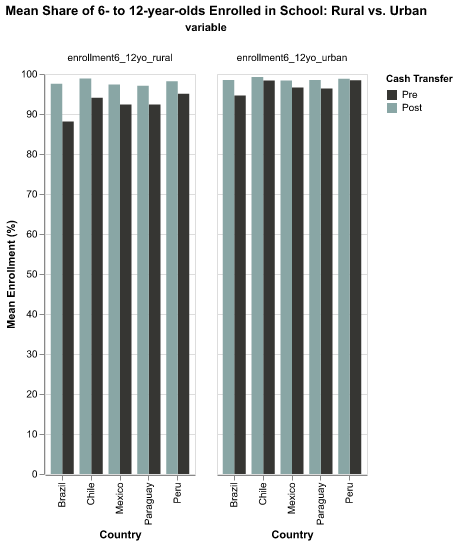 Mean Share of 6- to 12-year-olds Enrolled in School: Rural vs. Urban
variable
enrollment6_12yo_rural
enrollment6_12yo_urban
Cash Transfer
Pre
Post
Mean Enrollment (%)
100
90
80
70
60
50
40
30
20
10
0
Brazil
Chile
Mexico
Paraguay
Peru
Brazil
Chile
Mexico
Paraguay
Peru
Country
Country